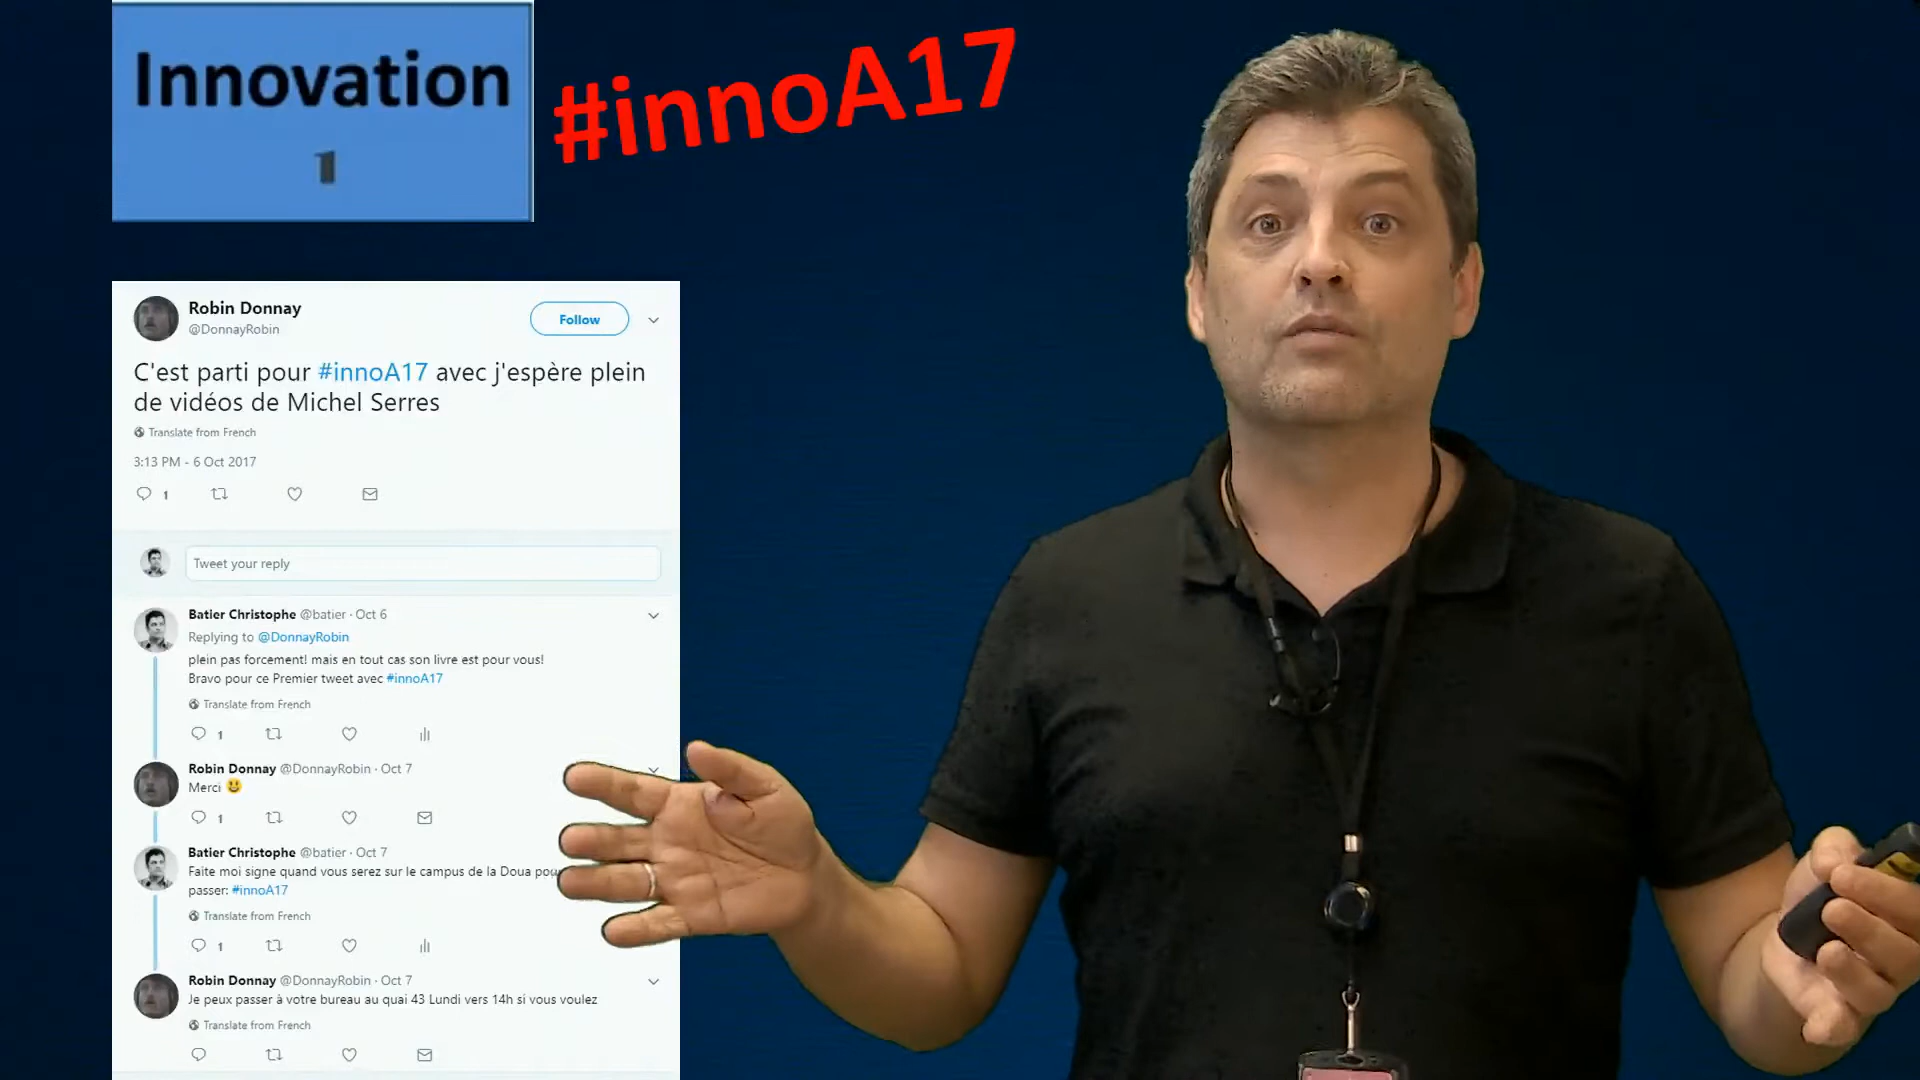 Innovation
1
#innoA17
Robin Donnay
@DonnayRobin
Follow
C'est parti pour #innoA17 avec j'espère plein
de vidéos de Michel Serres
Translate from French
3:13 PM - 6 Oct 2017
1
Tweet your reply
Batier Christophe @batier · Oct 6
Replying to @DonnayRobin
plein pas forcement! mais en tout cas son livre est pour vous!
Bravo pour ce Premier tweet avec #innoA17
Translate from French
1
Robin Donnay @DonnayRobin · Oct 7
Merci 😃
1
Batier Christophe @batier · Oct 7
Faite moi signe quand vous serez sur le campus de la Doua
passer: #innoA17
Translate from French
1
Robin Donnay @DonnayRobin · Oct 7
Je peux passer à votre bureau au quai 43 Lundi vers 14h si vous voulez
Translate from French